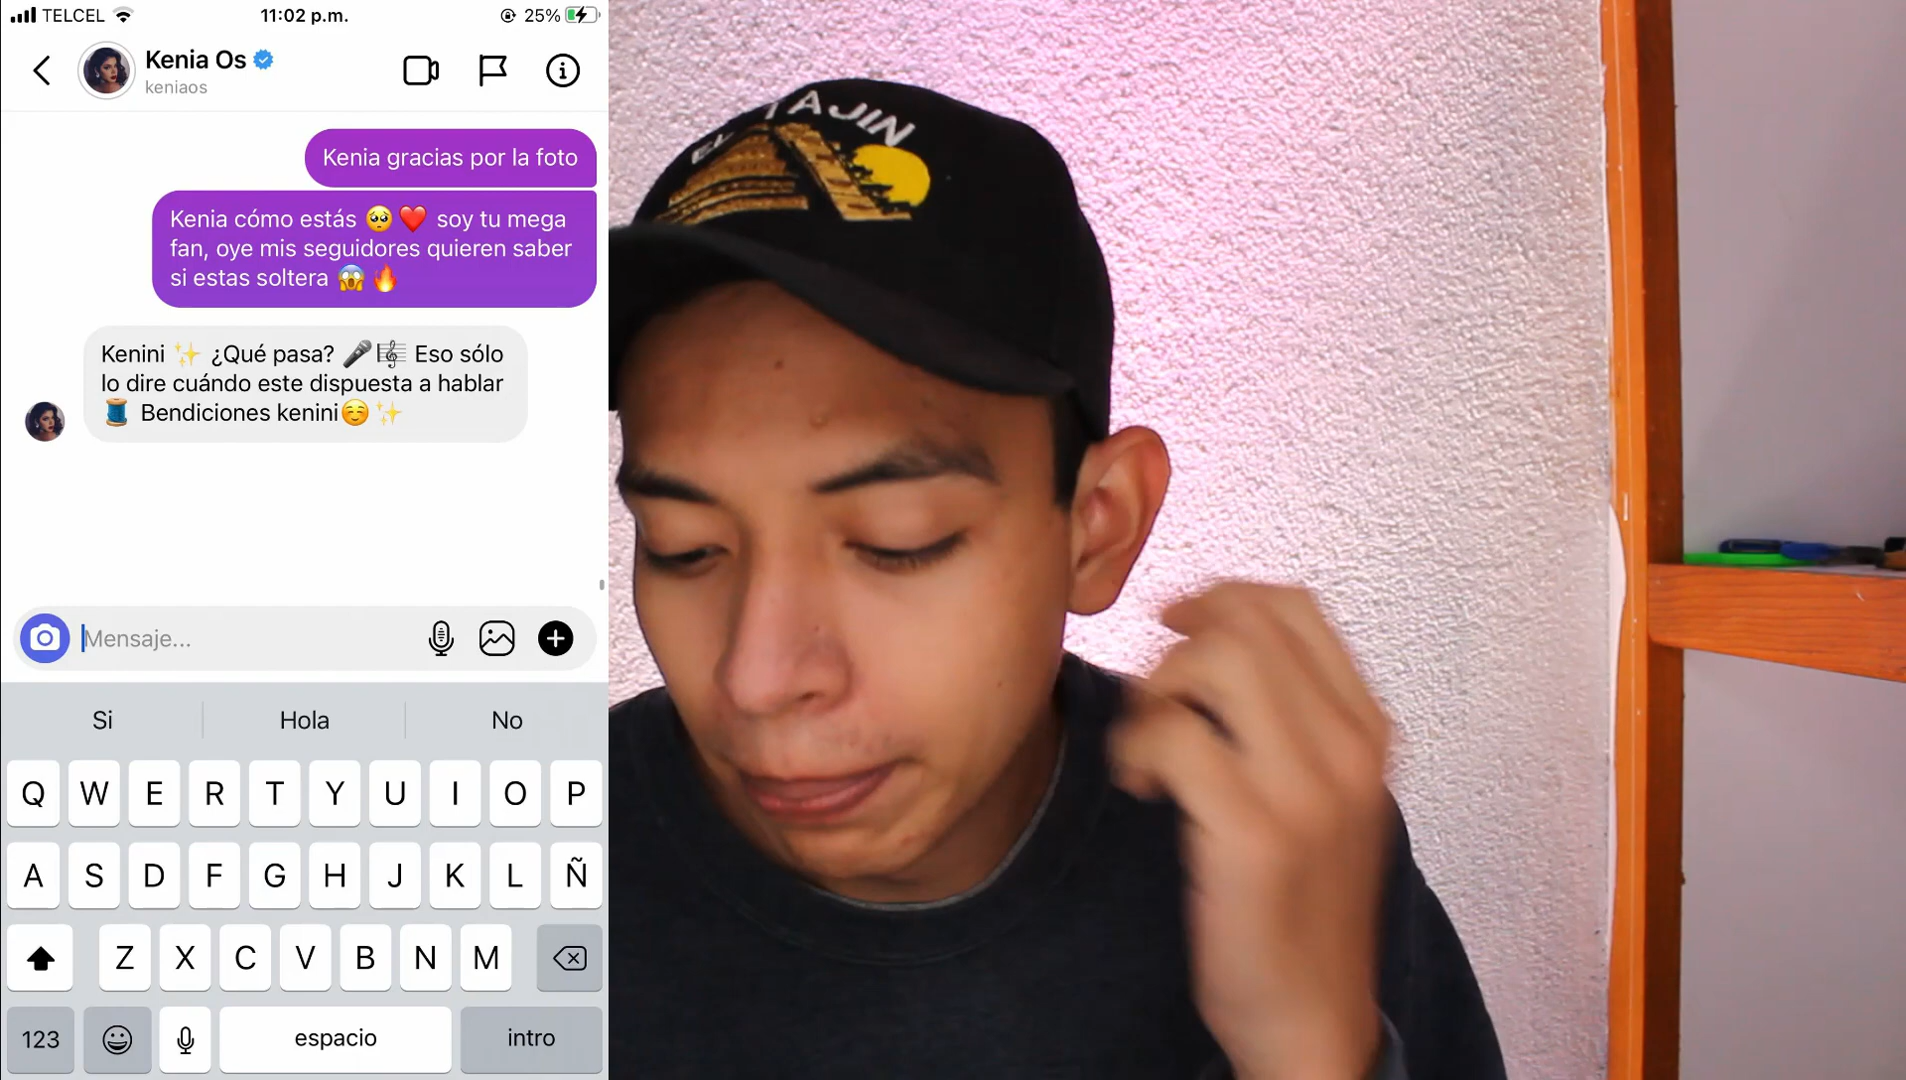 TELCEL 11:02 p.m. 25%
Kenia Os
keniaos
Kenia gracias por la foto
Kenia cómo estás 🥺❤️ soy tu mega
fan, oye mis seguidores quieren saber
si estas soltera 😱🔥
Kenini ✨ ¿Qué pasa? 🎤🎼 Eso sólo
lo dire cuándo este dispuesta a hablar
🧵 Bendiciones kenini☺️✨
Mensaje...
Si Hola No
Q W E R T Y U I O P
A S D F G H J K L Ñ
Z X C V B N M
123 espacio intro
EL TAJIN